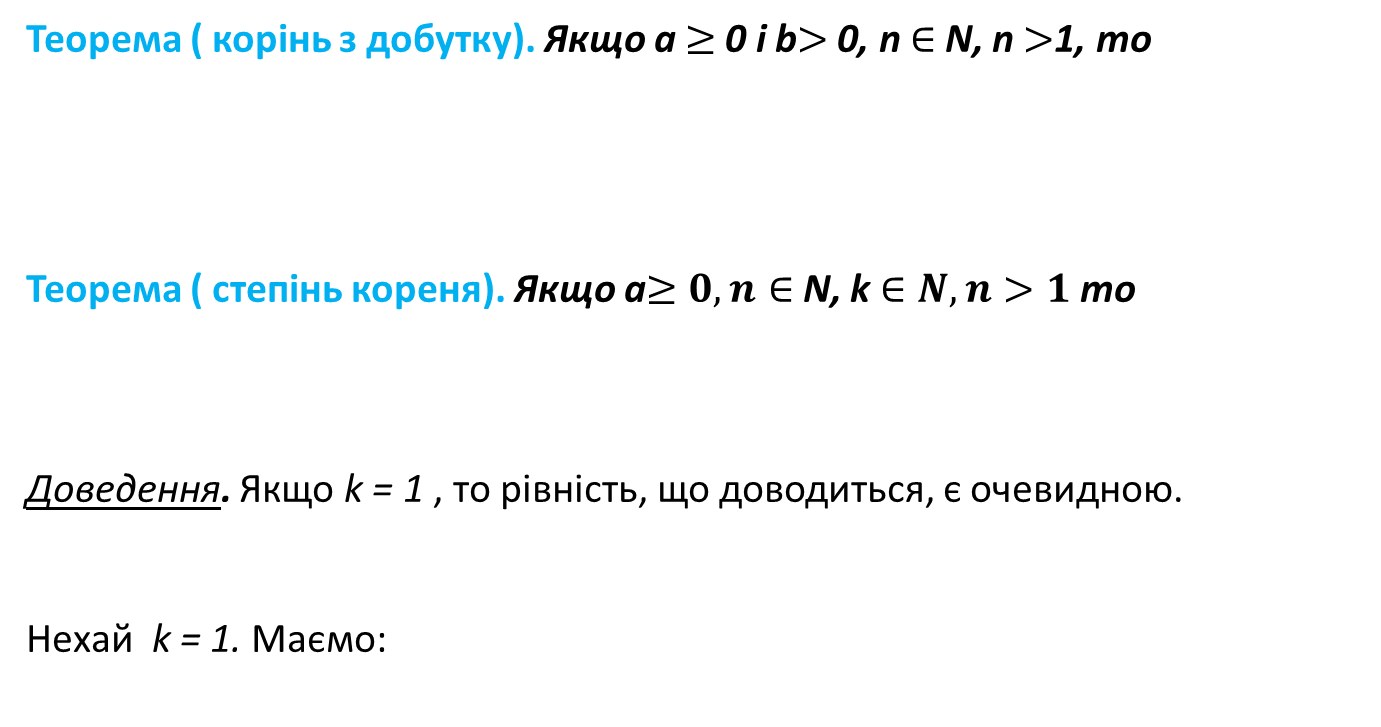 Теорема ( корінь з добутку). Якщо a ≥ 0 і b> 0, n ∈ N, n >1, то
Теорема ( степінь кореня). Якщо a≥ 0, n ∈ N, k ∈ N, n > 1 то
Доведення. Якщо k = 1 , то рівність, що доводиться, є очевидною.
Нехай k = 1. Маємо: